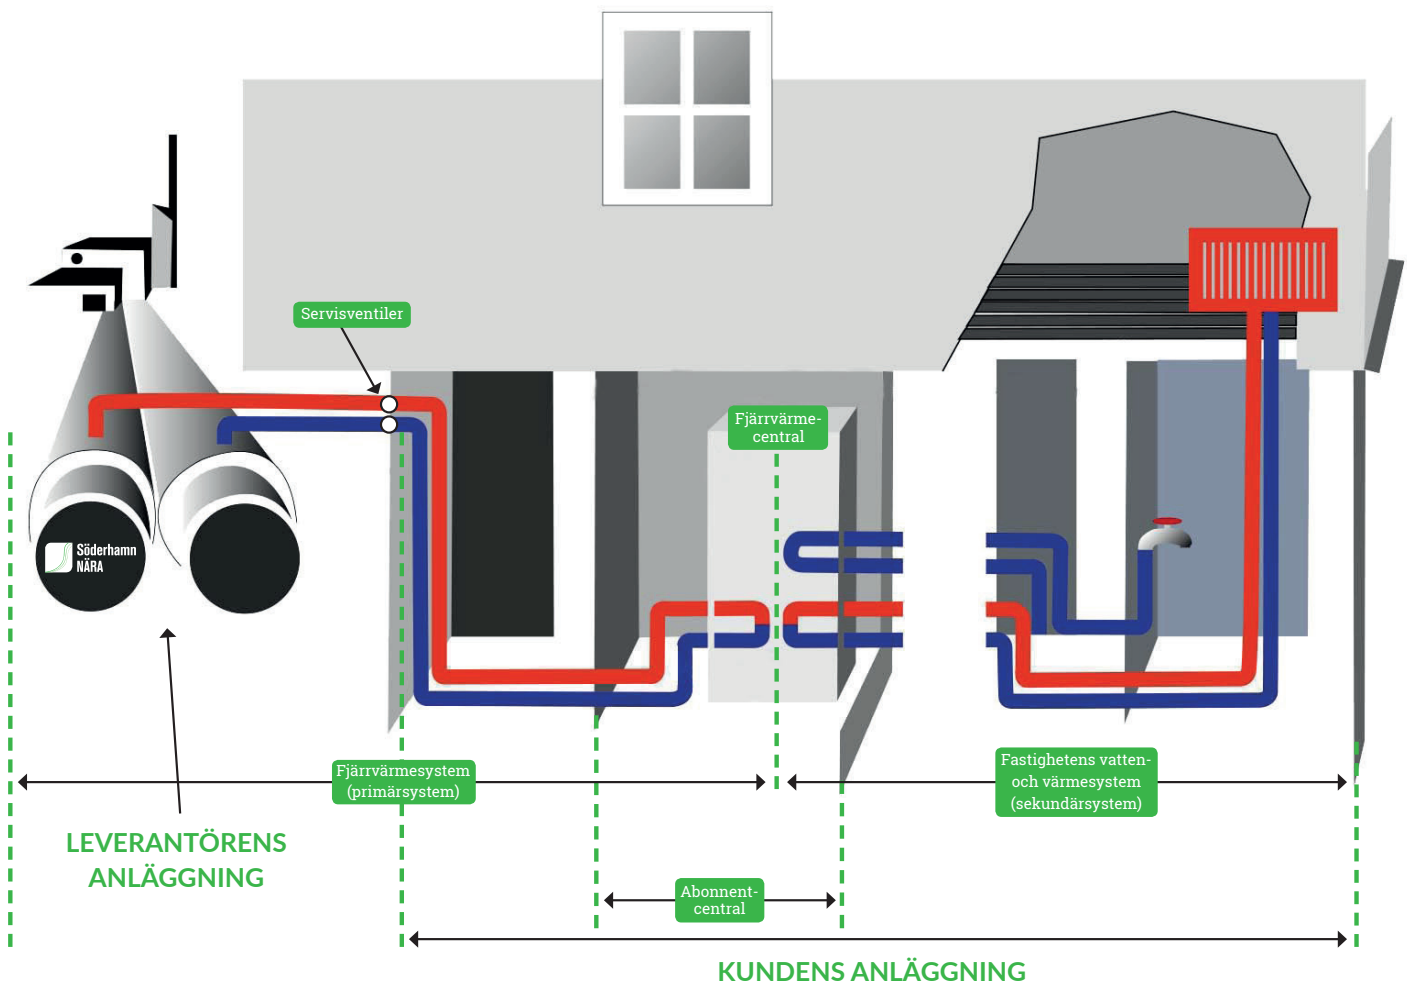 Servisventiler
Fjärrvärme-
central
Söderhamn
NÄRA
Fjärrvärmesystem
(primärsystem)
Fastighetens vatten-
och värmesystem
(sekundärsystem)
LEVERANTÖRENS
ANLÄGGNING
Abonnent-
central
KUNDENS ANLÄGGNING